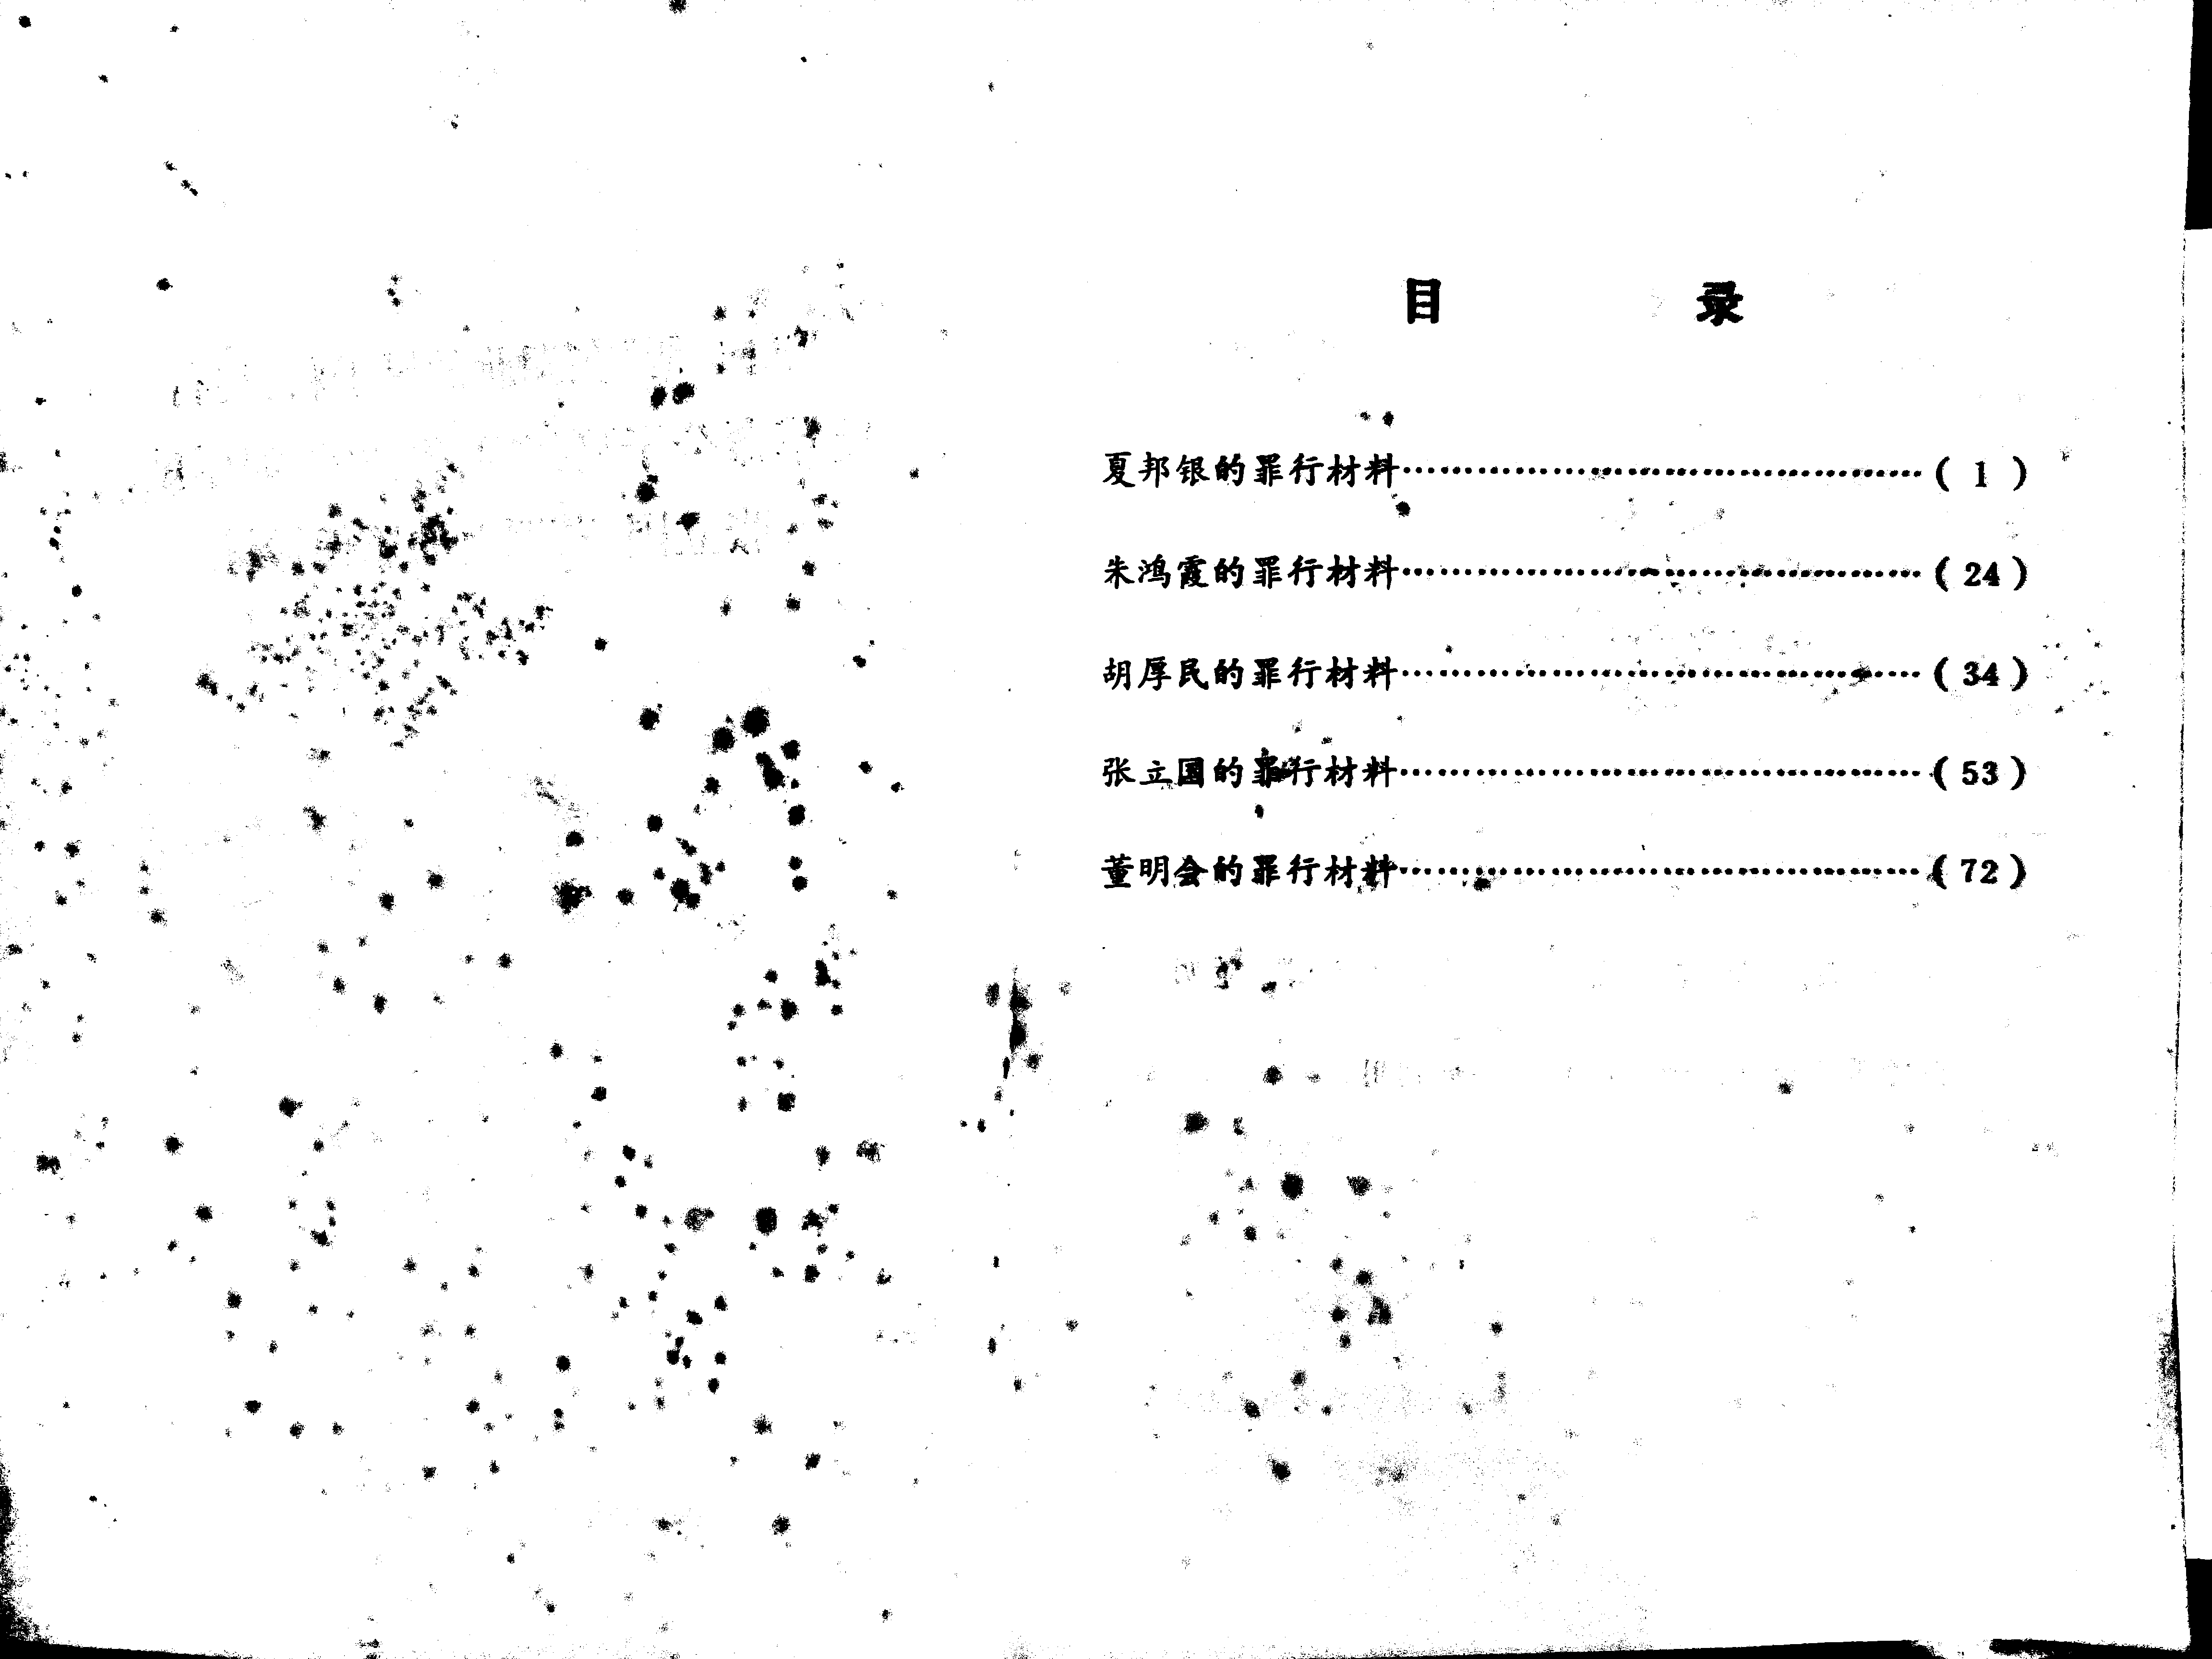 目 录
夏邦银的罪行材料……………………………………( 1 )
朱鸿霞的罪行材料……………………………………( 24 )
胡厚民的罪行材料……………………………………( 34 )
张立国的罪行材料……………………………………( 53 )
董明会的罪行材料……………………………………( 72 )